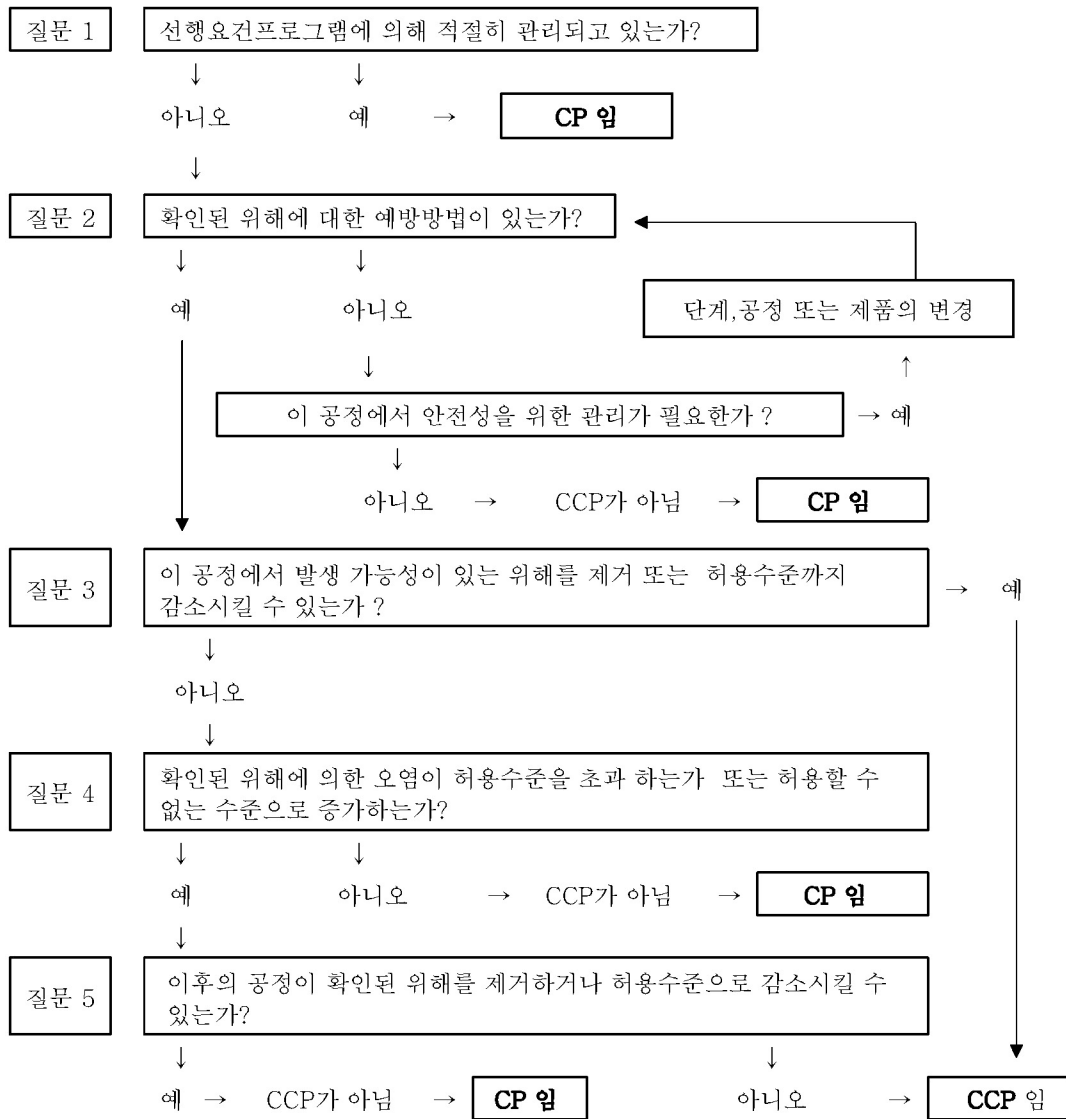 질문 1 선행요건프로그램에 의해 적절히 관리되고 있는가?
↓ ↓
아니오 예 → CP 임
↓
질문 2 확인된 위해에 대한 예방방법이 있는가?
↓ ↓
예 아니오 단계,공정 또는 제품의 변경
↓ ↑
이 공정에서 안전성을 위한 관리가 필요한가 ? → 예
↓
아니오 → CCP가 아님 → CP 임
질문 3 이 공정에서 발생 가능성이 있는 위해를 제거 또는 허용수준까지
감소시킬 수 있는가 ? → 예
↓
아니오
↓
질문 4 확인된 위해에 의한 오염이 허용수준을 초과 하는가 또는 허용할 수
없는 수준으로 증가하는가?
↓ ↓
예 아니오 → CCP가 아님 → CP 임
↓
질문 5 이후의 공정이 확인된 위해를 제거하거나 허용수준으로 감소시킬 수
있는가?
↓ ↓
예 → CCP가 아님 → CP 임 아니오 → CCP 임